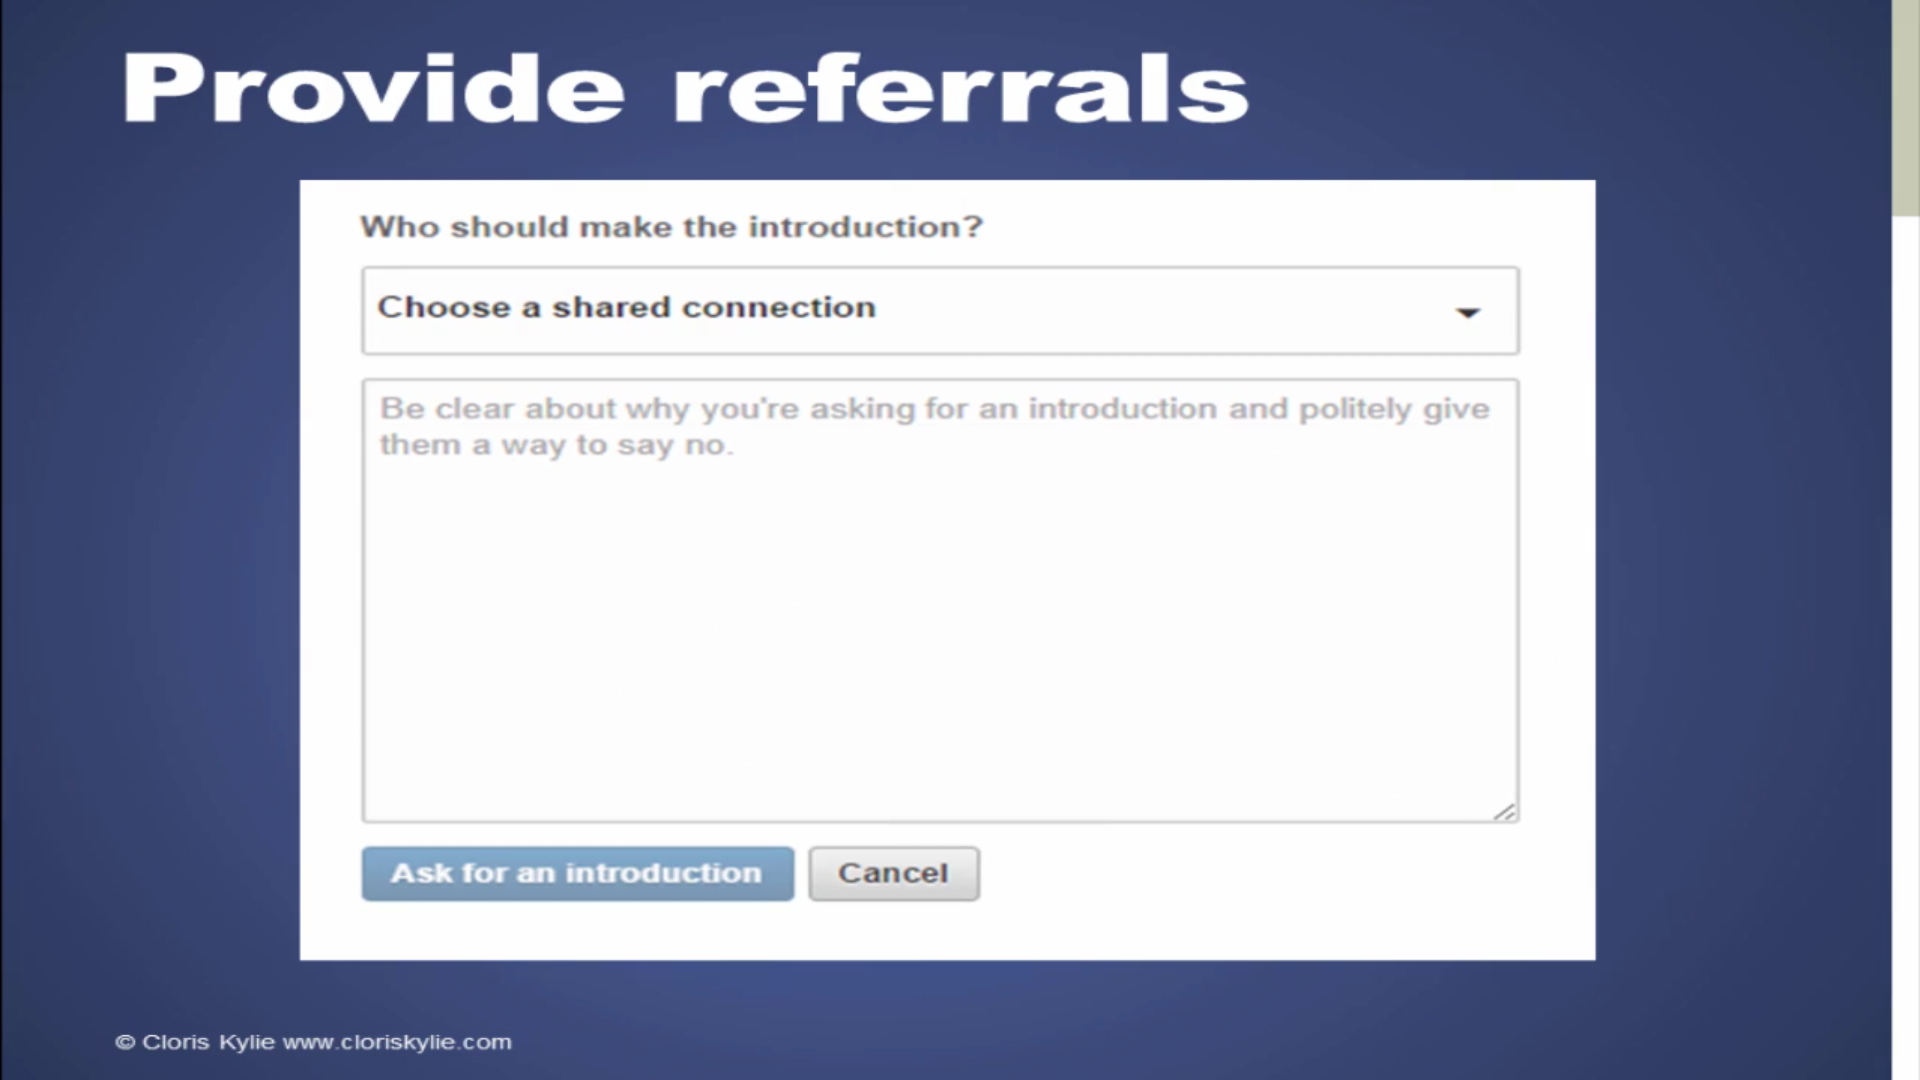 Provide referrals
Who should make the introduction?
Choose a shared connection
Be clear about why you're asking for an introduction and politely give
them a way to say no.
Ask for an introduction
Cancel
© Cloris Kylie www.cloriskylie.com